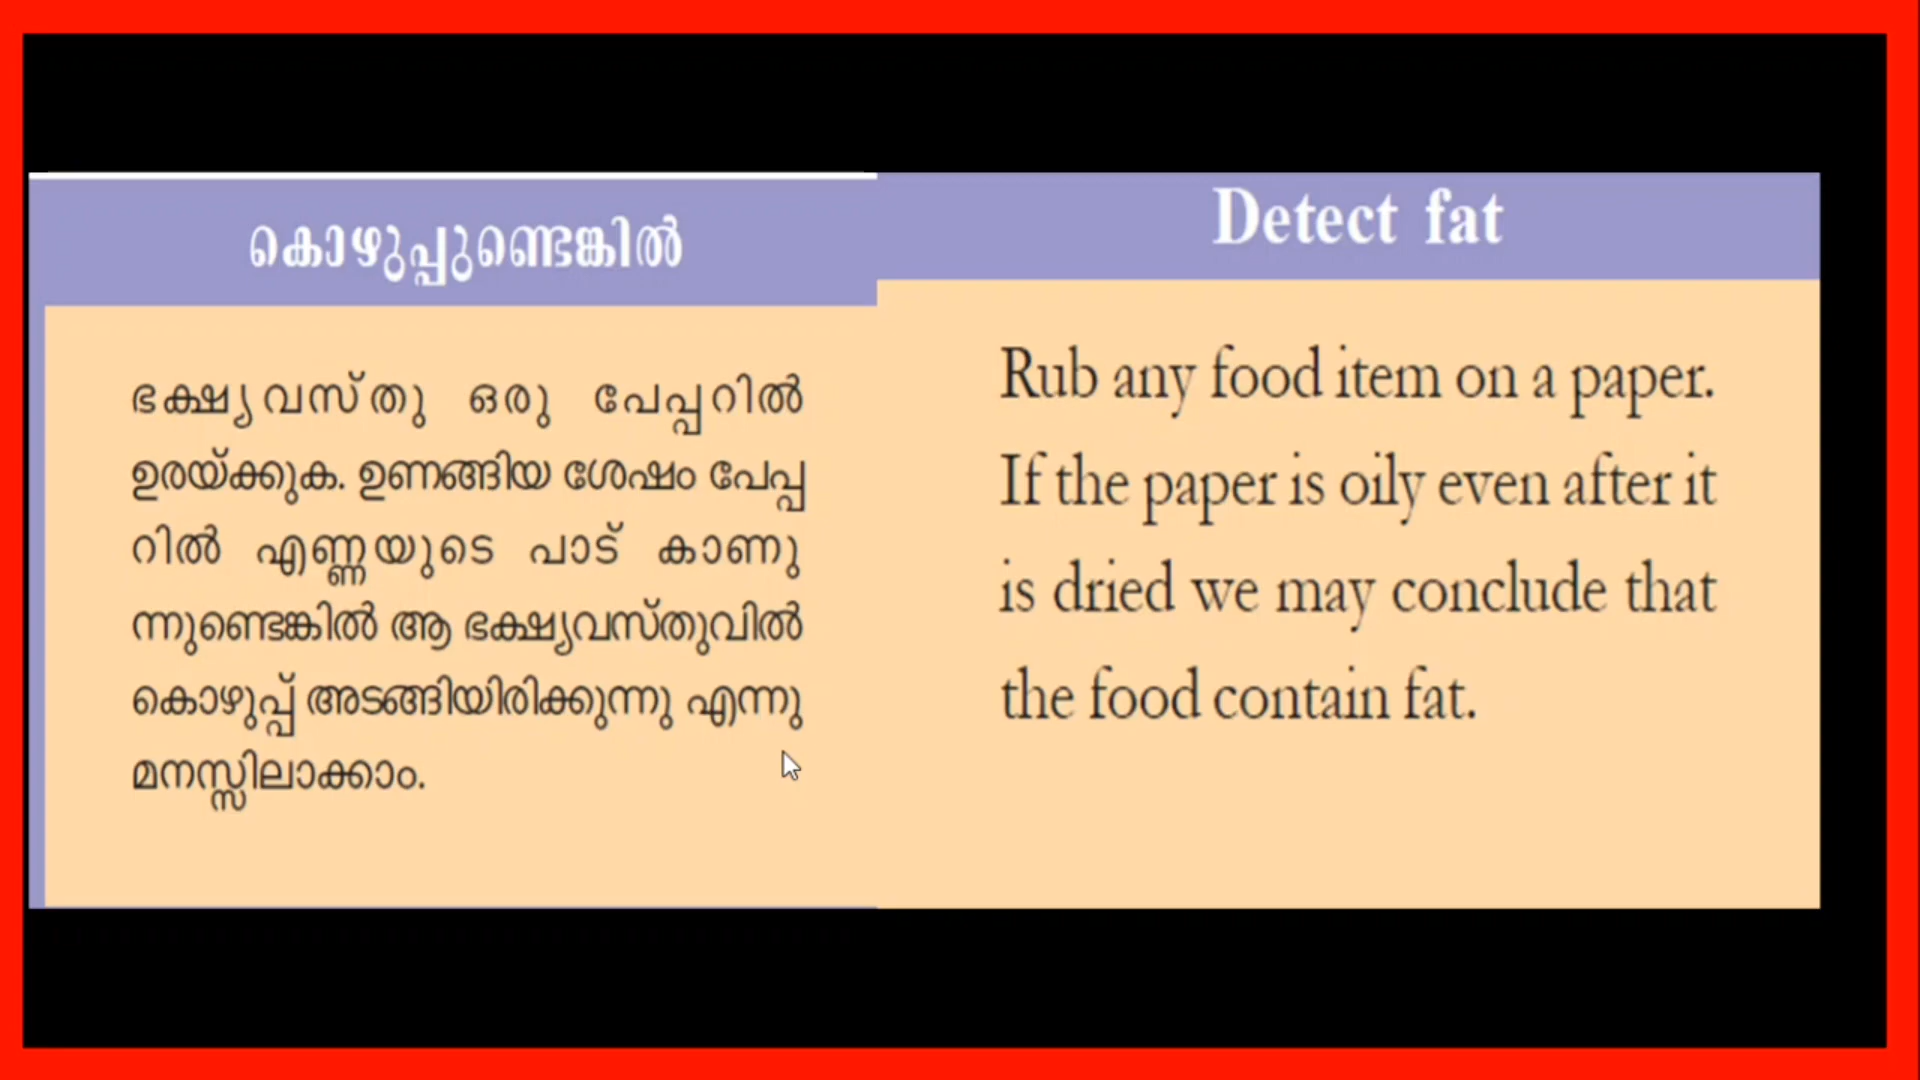 കൊഴുപ്പുണ്ടെങ്കിൽ
ഭക്ഷ്യവസ്തു ഒരു പേപ്പറിൽ
ഉരയ്ക്കുക. ഉണങ്ങിയ ശേഷം പേപ്പ
റിൽ എണ്ണയുടെ പാട് കാണു
ന്നുണ്ടെങ്കിൽ ആ ഭക്ഷ്യവസ്തുവിൽ
കൊഴുപ്പ് അടങ്ങിയിരിക്കുന്നു എന്നു
മനസ്സിലാക്കാം.
Detect fat
Rub any food item on a paper.
If the paper is oily even after it
is dried we may conclude that
the food contain fat.